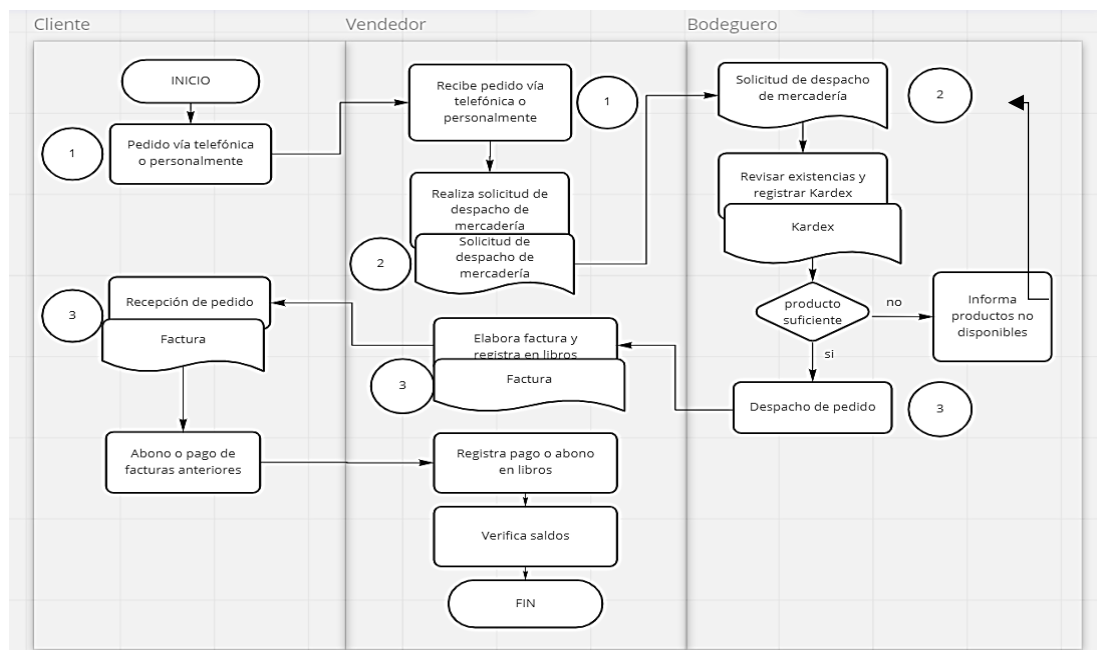 Cliente
Vendedor
Bodeguero
INICIO
1
Pedido vía telefónica
o personalmente
Recibe pedido vía
telefónica o
personalmente
1
Realiza solicitud de
despacho de
mercadería
2
Solicitud de
despacho de
mercadería
Solicitud de despacho
de mercadería
2
Revisar existencias y
registrar Kardex
Kardex
producto
suficiente
no
si
Informa
productos no
disponibles
Despacho de pedido
3
Elabora factura y
registra en libros
3
Factura
3
Recepción de pedido
Factura
Abono o pago de
facturas anteriores
Registra pago o abono
en libros
Verifica saldos
FIN